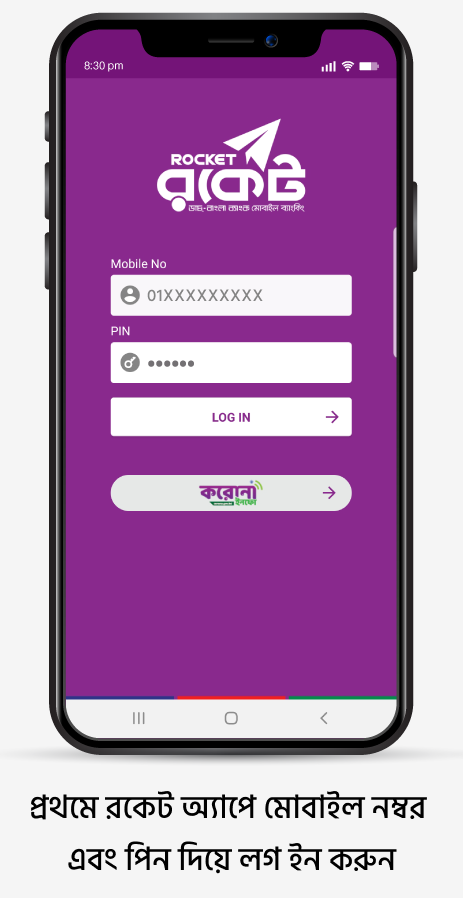 8:30 pm
ROCKET
রকেট
ডাচ্-বাংলা ব্যাংক মোবাইল ব্যাংকিং
Mobile No
01XXXXXXXXX
PIN
LOG IN
করোনা
ইনফো
প্রথমে রকেট অ্যাপে মোবাইল নম্বর
এবং পিন দিয়ে লগ ইন করুন